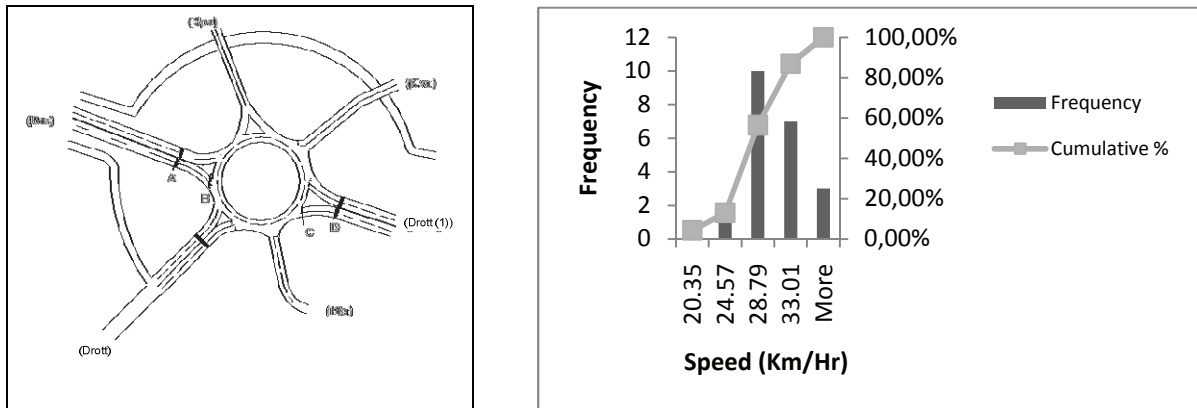 A
B
C
D
(Drott (1))
(Drott)
12
10
8
6
4
2
0
Frequency
100,00%
80,00%
60,00%
40,00%
20,00%
0,00%
20.35
24.57
28.79
33.01
More
Speed (Km/Hr)
Frequency
Cumulative %